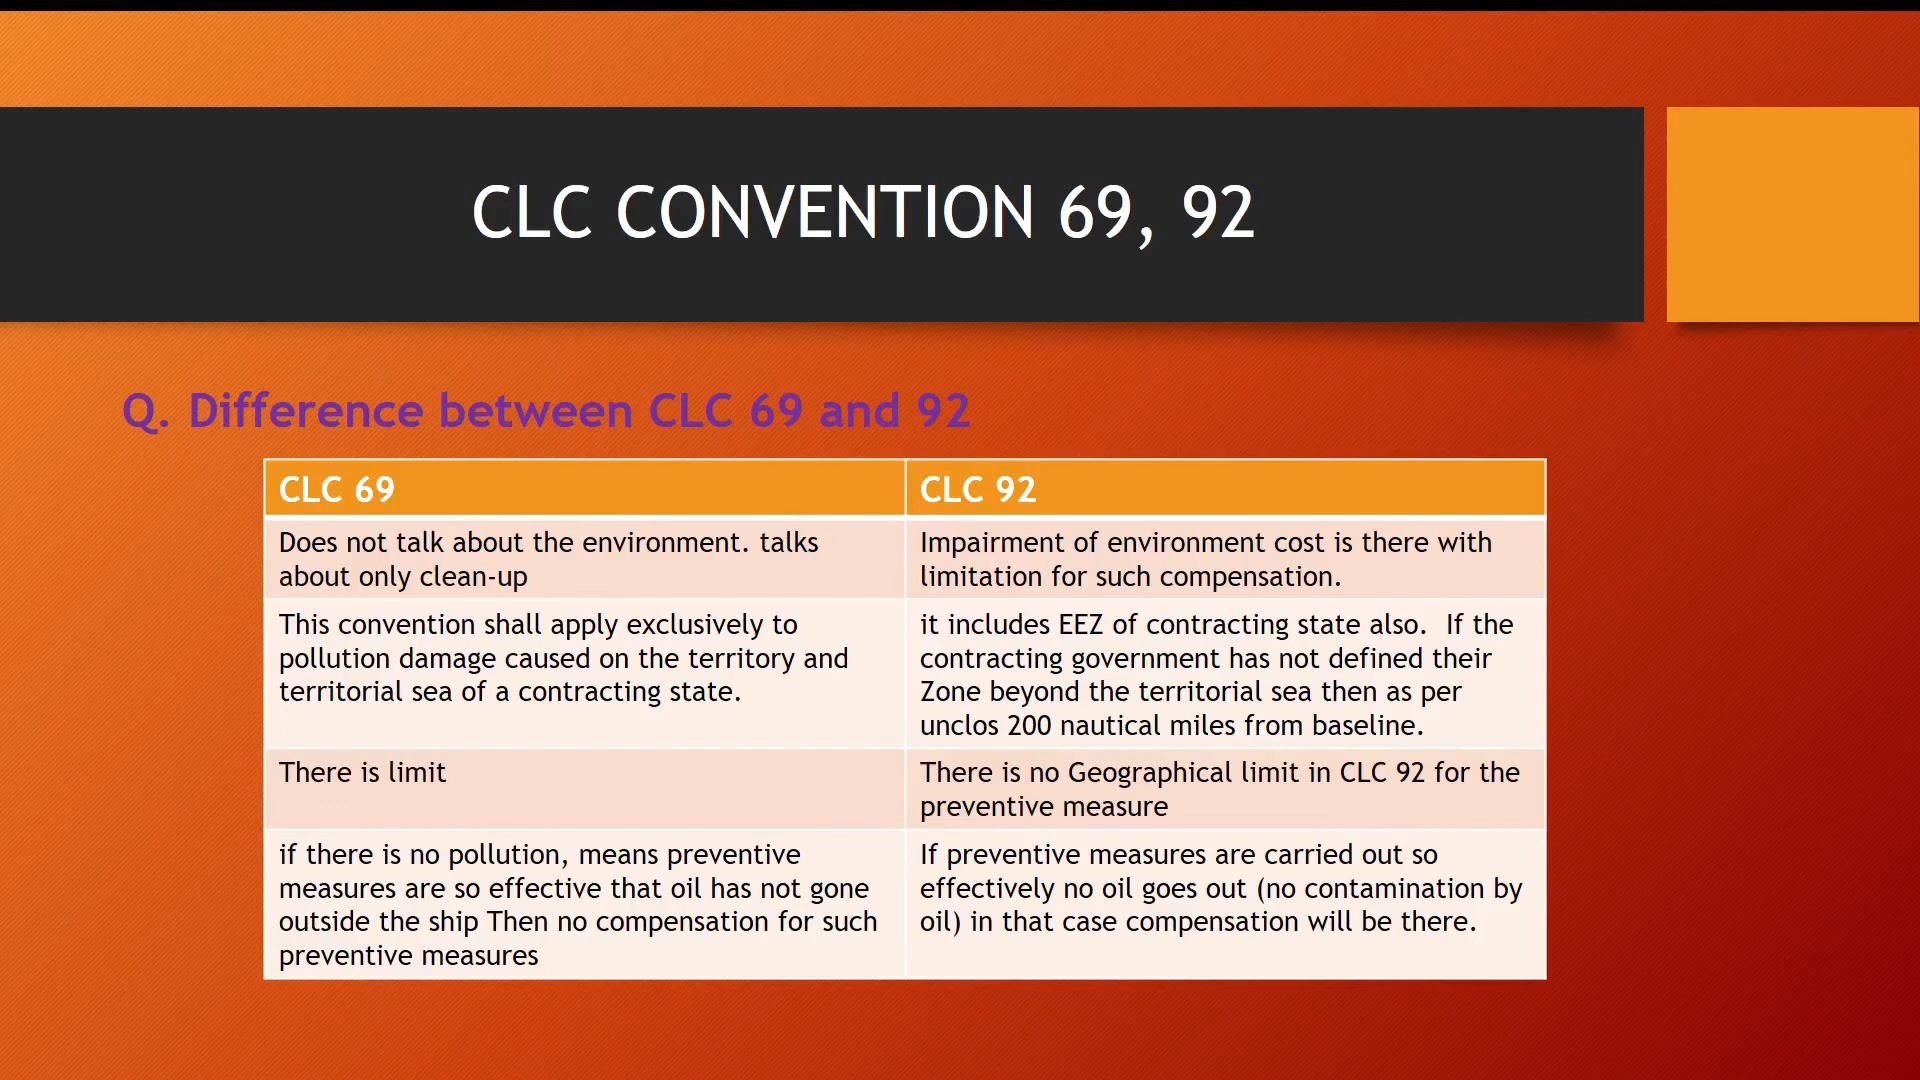 CLC CONVENTION 69, 92
Q. Difference between CLC 69 and 92
CLC 69
CLC 92
Does not talk about the environment. talks
about only clean-up
Impairment of environment cost is there with
limitation for such compensation.
This convention shall apply exclusively to
pollution damage caused on the territory and
territorial sea of a contracting state.
it includes EEZ of contracting state also.  If the
contracting government has not defined their
Zone beyond the territorial sea then as per
unclos 200 nautical miles from baseline.
There is limit
There is no Geographical limit in CLC 92 for the
preventive measure
if there is no pollution, means preventive
measures are so effective that oil has not gone
outside the ship Then no compensation for such
preventive measures
If preventive measures are carried out so
effectively no oil goes out (no contamination by
oil) in that case compensation will be there.